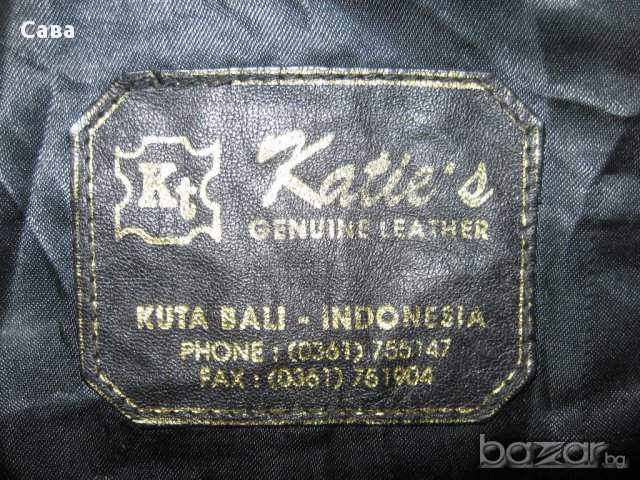 Сава
Kt
Katie's
GENUINE LEATHER
KUTA BALI - INDONESIA
PHONE : (0361) 755147
FAX : (0361) 751904
bazar.bg